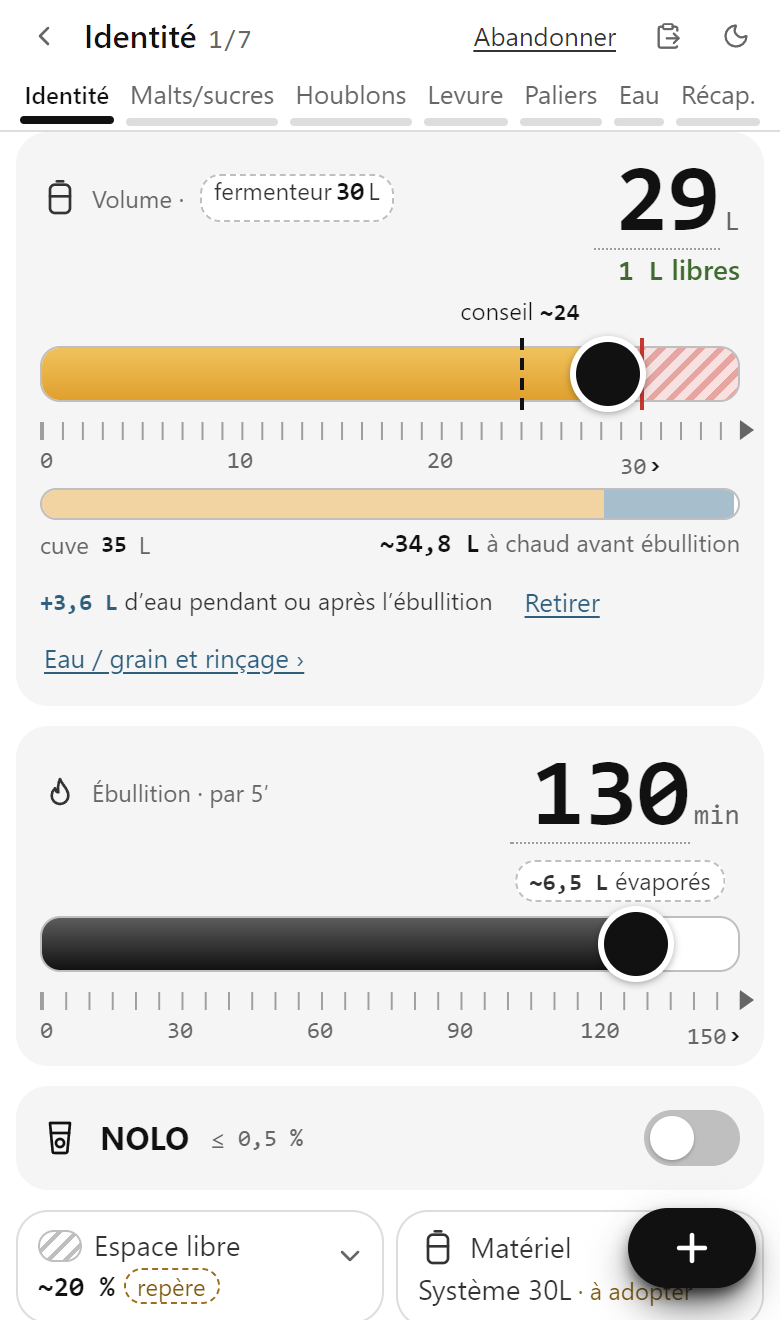 Identité 1/7 Abandonner
Identité Malts/sucres Houblons Levure Paliers Eau Récap.
Volume · fermenteur 30 L 29 L
1 L libres
conseil ~24
0 10 20 30 ›
cuve 35 L ~34,8 L à chaud avant ébullition
+3,6 L d’eau pendant ou après l’ébullition Retirer
Eau / grain et rinçage ›
Ébullition · par 5′ 130 min
~6,5 L évaporés
0 30 60 90 120 150 ›
NOLO ≤ 0,5 %
Espace libre
~20 % repère
Matériel
Système 30L · à adopter